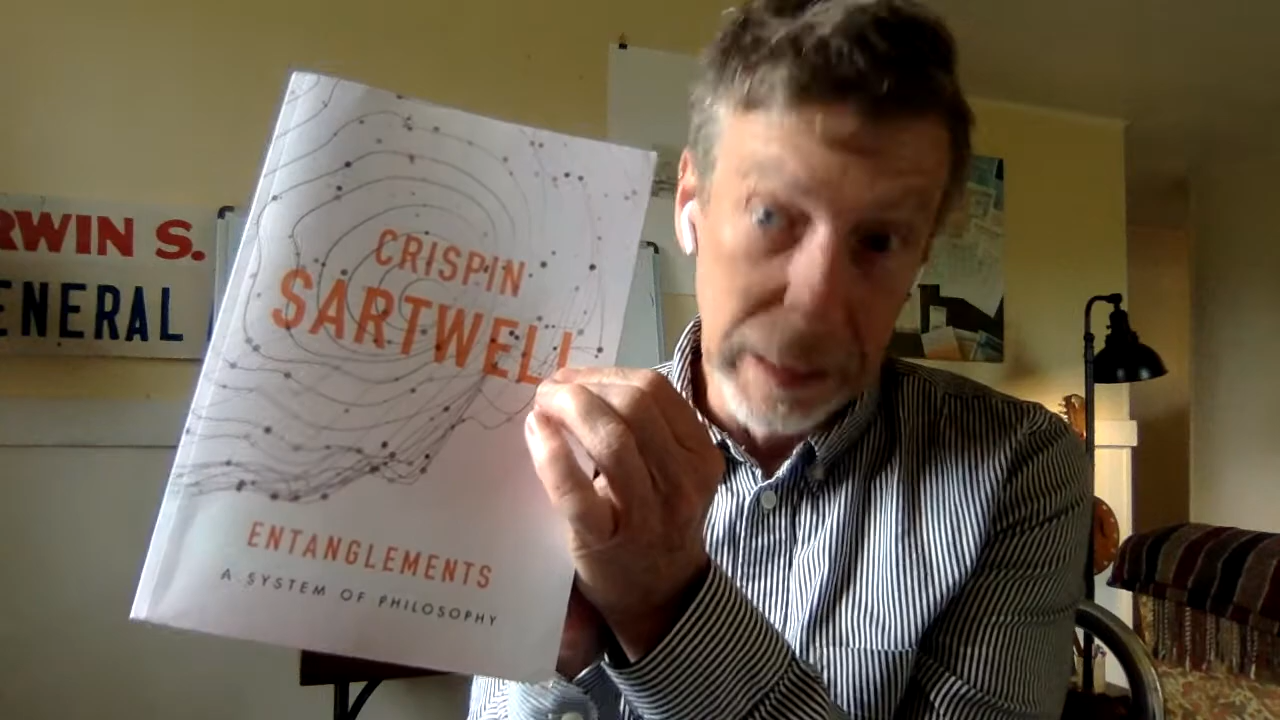 RWIN S.
ENERAL
CRISPIN
SARTWELL
ENTANGLEMENTS
A SYSTEM OF PHILOSOPHY